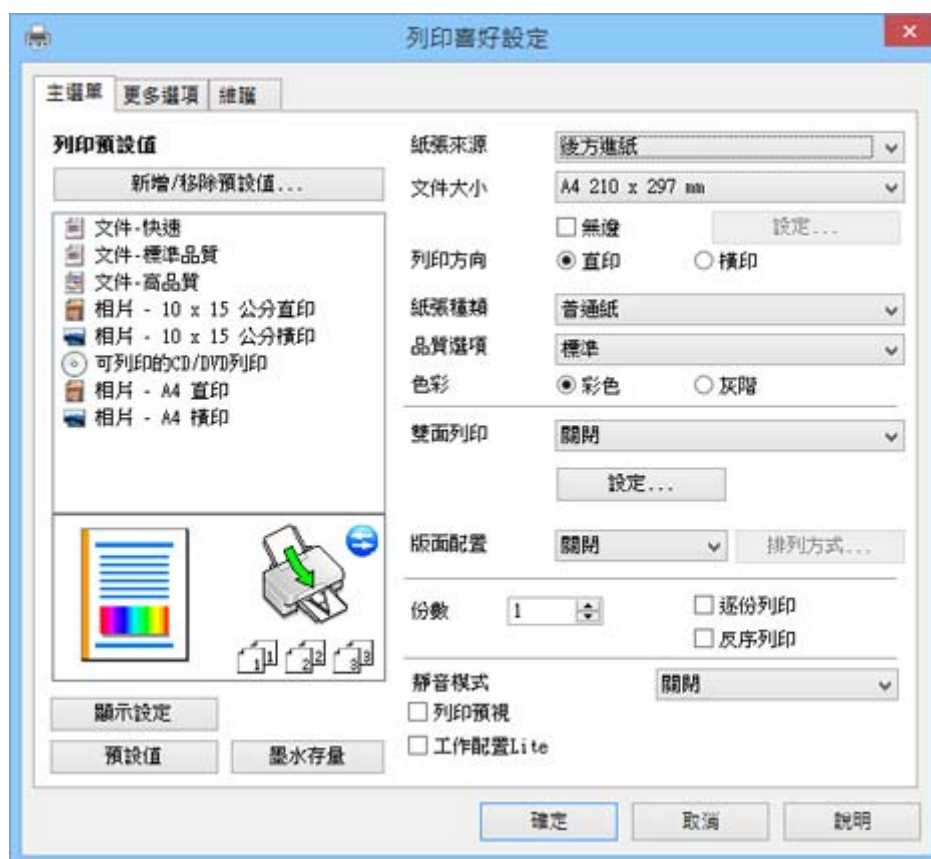 列印喜好設定
主選單 更多選項 維護
列印預設值
新增/移除預設值...
文件-快速
文件-標準品質
文件-高品質
相片 - 10 x 15 公分直印
相片 - 10 x 15 公分橫印
可列印的CD/DVD列印
相片 - A4 直印
相片 - A4 橫印
1 1 2 2 3 3
顯示設定
預設值 墨水存量
紙張來源 後方進紙
文件大小 A4 210 x 297 mm
無邊 設定...
列印方向 直印 橫印
紙張種類 普通紙
品質選項 標準
色彩 彩色 灰階
雙面列印 關閉
設定...
版面配置 關閉 排列方式...
份數 1 逐份列印
反序列印
靜音模式 關閉
列印預視
工作配置Lite
確定 取消 說明